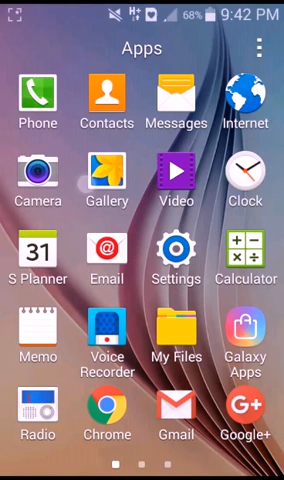 H+ 68% 9:42 PM
Apps
Phone Contacts Messages Internet
Camera Gallery Video Clock
31 @
S Planner Email Settings Calculator
Memo Voice Recorder My Files Galaxy Apps
G+
Radio Chrome Gmail Google+